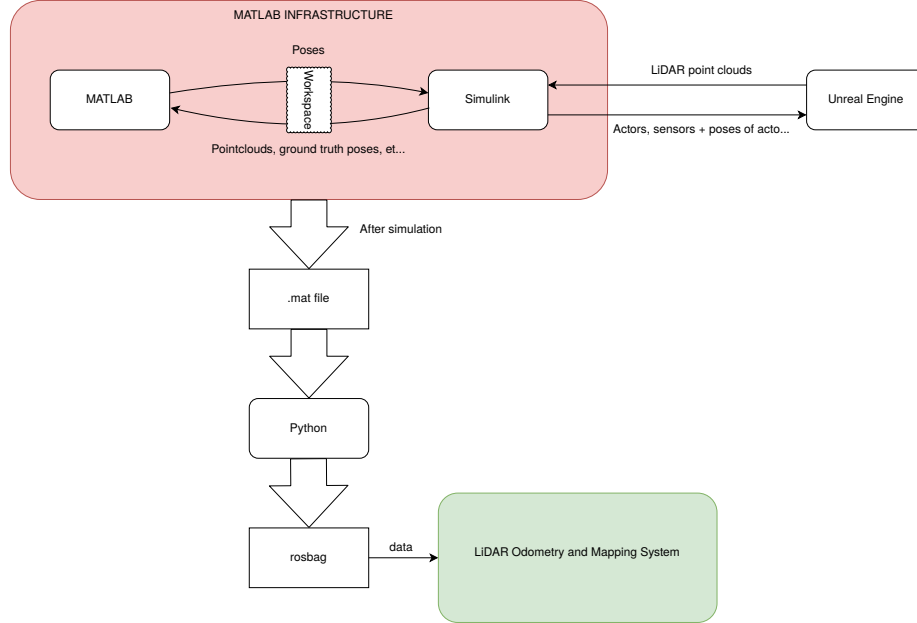 MATLAB INFRASTRUCTURE
Poses
MATLAB
Workspace
Simulink
LiDAR point clouds
Unreal Engine
Actors, sensors + poses of acto...
Pointclouds, ground truth poses, et...
After simulation
.mat file
Python
rosbag
data
LiDAR Odometry and Mapping System